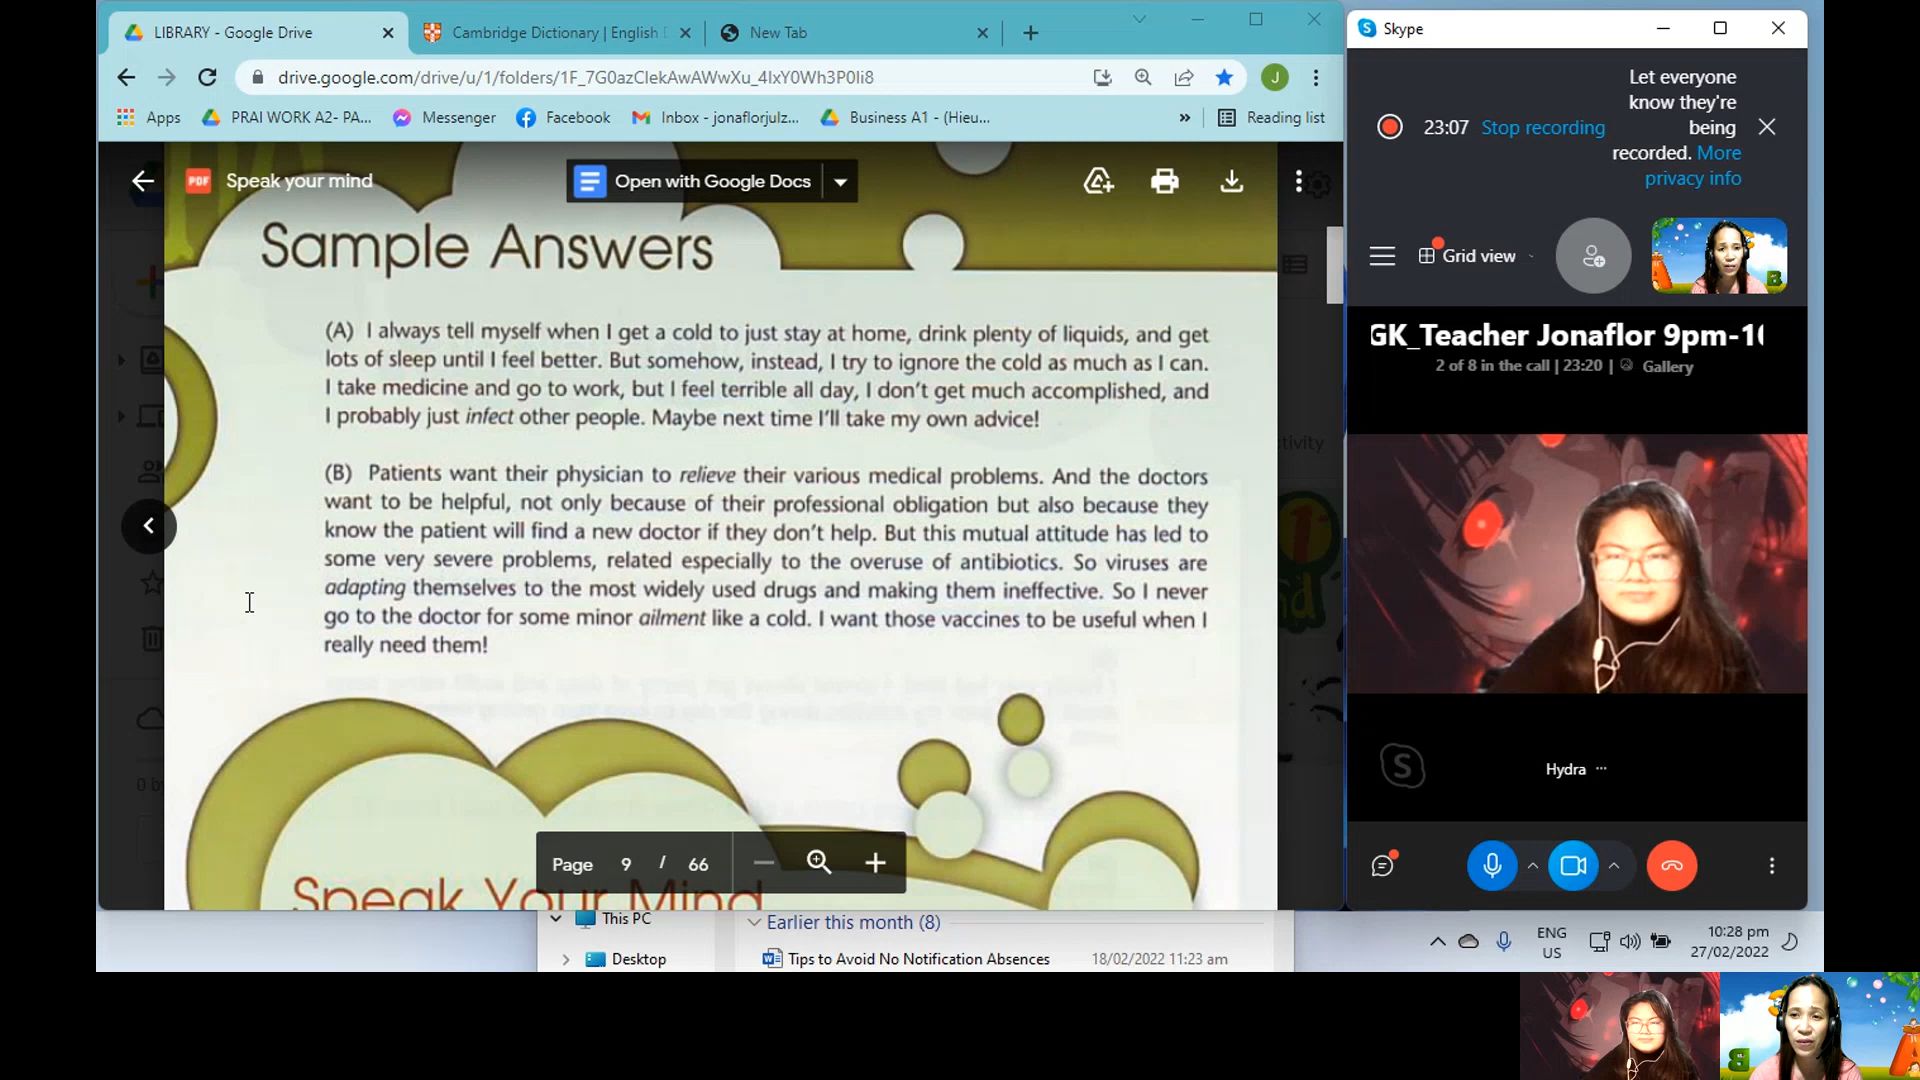 LIBRARY - Google Drive
Cambridge Dictionary | English
New Tab
drive.google.com/drive/u/1/folders/1F_7G0azClekAwAWwXu_4IxY0Wh3P0Ii8
J
Apps
PRAI WORK A2- PA...
Messenger
Facebook
Inbox - jonaflorjulz...
Business A1 - (Hieu...
Reading list
PDF
Speak your mind
Open with Google Docs
Sample Answers
(A) I always tell myself when I get a cold to just stay at home, drink plenty of liquids, and get
lots of sleep until I feel better. But somehow, instead, I try to ignore the cold as much as I can.
I take medicine and go to work, but I feel terrible all day, I don't get much accomplished, and
I probably just infect other people. Maybe next time I'll take my own advice!
(B) Patients want their physician to relieve their various medical problems. And the doctors
want to be helpful, not only because of their professional obligation but also because they
know the patient will find a new doctor if they don't help. But this mutual attitude has led to
some very severe problems, related especially to the overuse of antibiotics. So viruses are
adapting themselves to the most widely used drugs and making them ineffective. So I never
go to the doctor for some minor ailment like a cold. I want those vaccines to be useful when I
really need them!
Page 9 / 66
Speak Your Mind
This PC
Desktop
Earlier this month (8)
Tips to Avoid No Notification Absences
18/02/2022 11:23 am
Skype
23:07 Stop recording
Let everyone
know they're
being
recorded. More
privacy info
Grid view
GK_Teacher Jonaflor 9pm-10
2 of 8 in the call | 23:20 | Gallery
Hydra
ENG
US
10:28 pm
27/02/2022